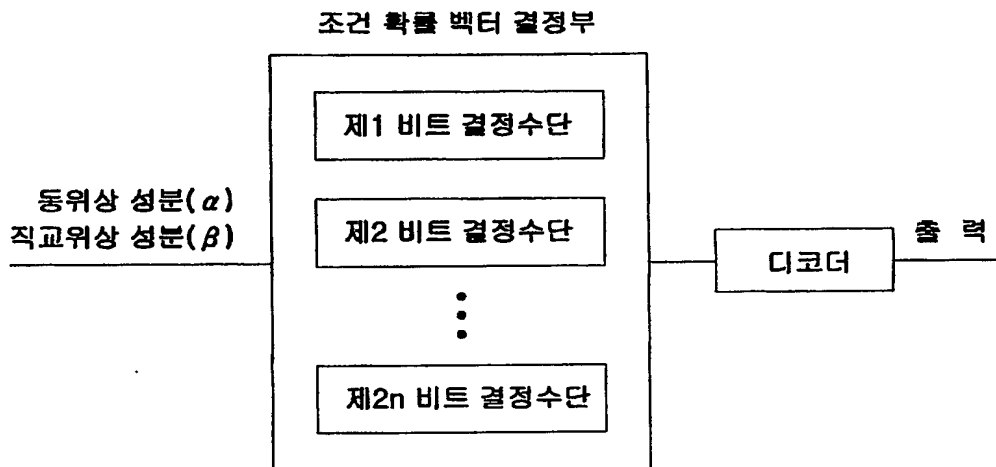 조건 확률 벡터 결정부
제1 비트 결정수단
동위상 성분(α)
직교위상 성분(β)
제2 비트 결정수단
디코더
출 력
제2n 비트 결정수단